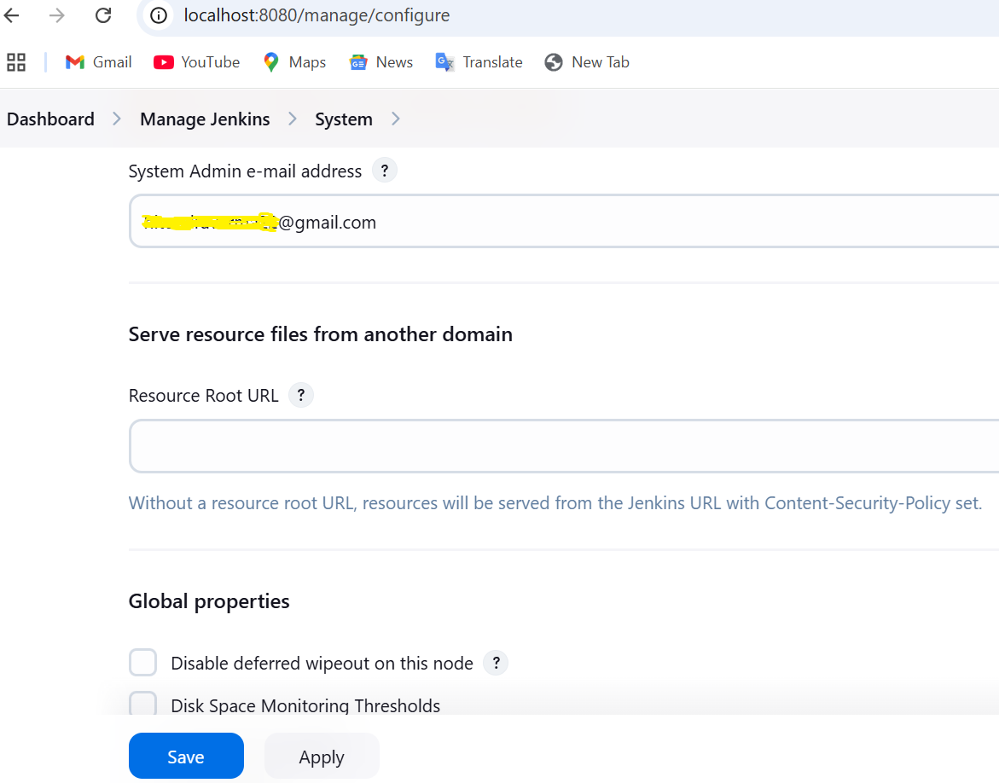 localhost:8080/manage/configure
Gmail YouTube Maps News Translate New Tab
Dashboard > Manage Jenkins > System >
System Admin e-mail address ?
@gmail.com
Serve resource files from another domain
Resource Root URL ?
Without a resource root URL, resources will be served from the Jenkins URL with Content-Security-Policy set.
Global properties
Disable deferred wipeout on this node ?
Disk Space Monitoring Thresholds
Save Apply